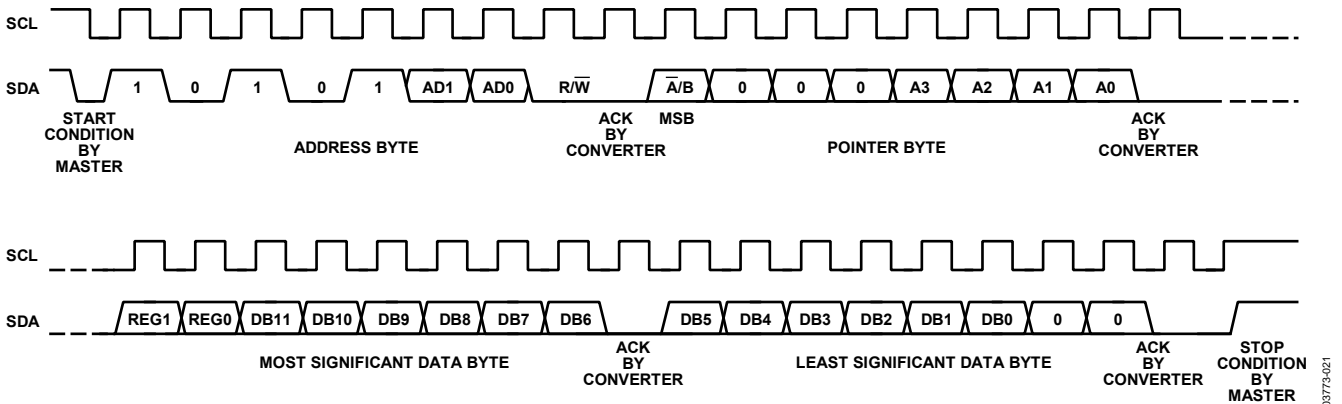 SCL
SDA 1 0 1 0 1 AD1 AD0 R/W̅ A̅/B 0 0 0 A3 A2 A1 A0
START CONDITION BY MASTER
ADDRESS BYTE
ACK BY CONVERTER
MSB
POINTER BYTE
ACK BY CONVERTER
SCL
SDA REG1 REG0 DB11 DB10 DB9 DB8 DB7 DB6 DB5 DB4 DB3 DB2 DB1 DB0 0 0
MOST SIGNIFICANT DATA BYTE
ACK BY CONVERTER
LEAST SIGNIFICANT DATA BYTE
ACK BY CONVERTER
STOP CONDITION BY MASTER
03773-021